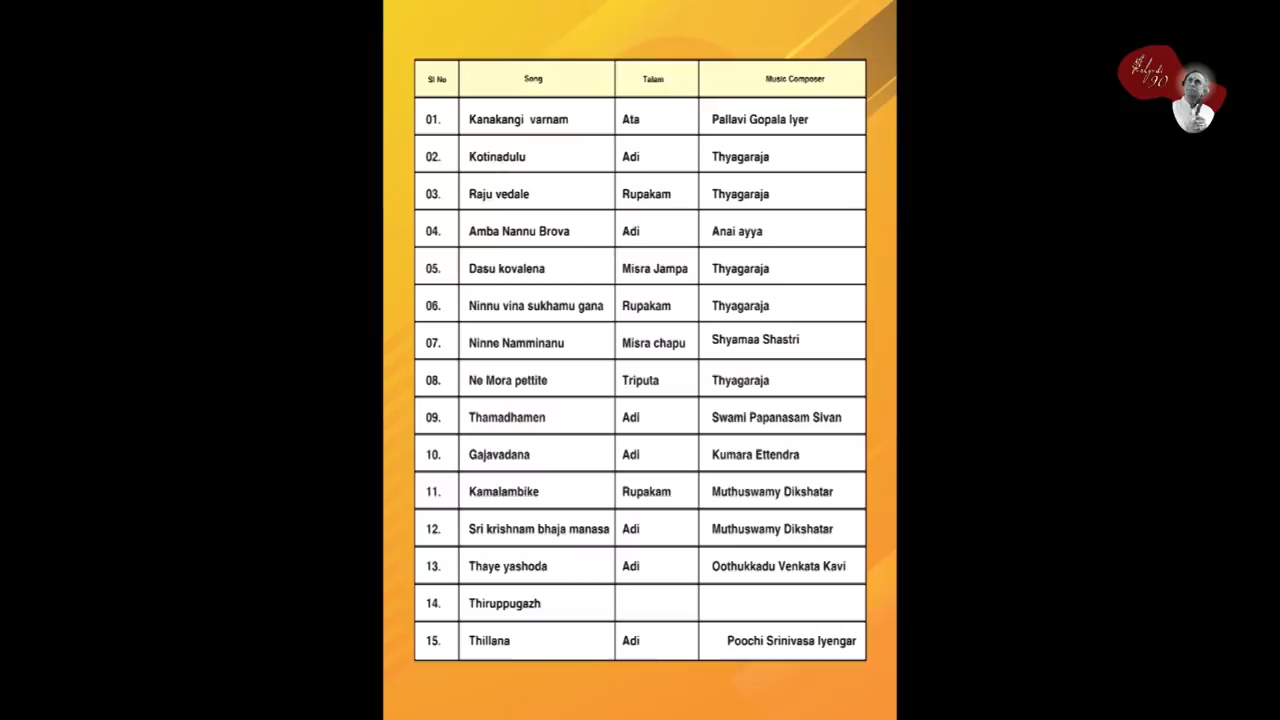 Sl No Song Talam Music Composer
01. Kanakangi varnam Ata Pallavi Gopala Iyer
02. Kotinadulu Adi Thyagaraja
03. Raju vedale Rupakam Thyagaraja
04. Amba Nannu Brova Adi Anai ayya
05. Dasu kovalena Misra Jampa Thyagaraja
06. Ninnu vina sukhamu gana Rupakam Thyagaraja
07. Ninne Namminanu Misra chapu Shyamaa Shastri
08. Ne Mora pettite Triputa Thyagaraja
09. Thamadhamen Adi Swami Papanasam Sivan
10. Gajavadana Adi Kumara Ettendra
11. Kamalambike Rupakam Muthuswamy Dikshatar
12. Sri krishnam bhaja manasa Adi Muthuswamy Dikshatar
13. Thaye yashoda Adi Oothukkadu Venkata Kavi
14. Thiruppugazh
15. Thillana Adi Poochi Srinivasa Iyengar
90